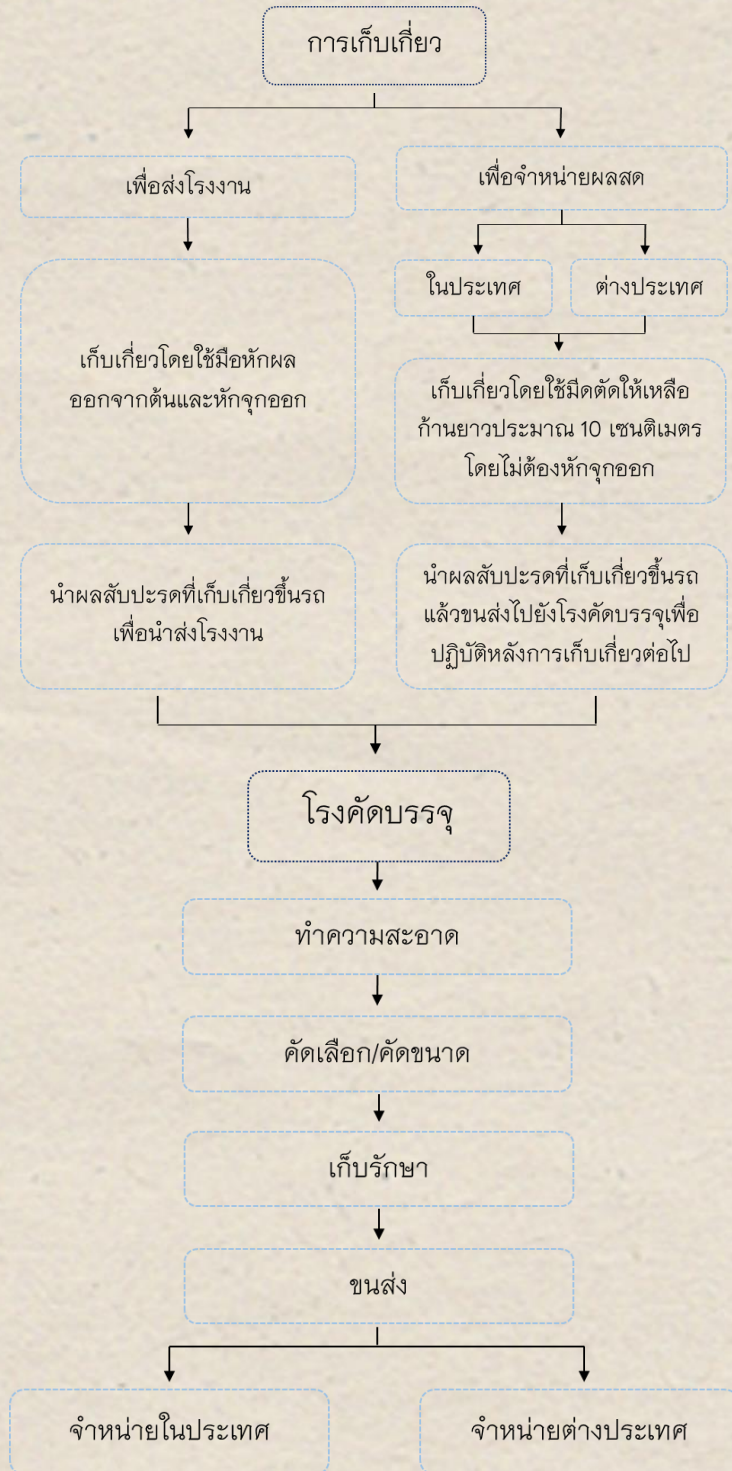 การเก็บเกี่ยว
เพื่อส่งโรงงาน
เพื่อจำหน่ายผลสด
ในประเทศ
ต่างประเทศ
เก็บเกี่ยวโดยใช้มือหักผล
ออกจากต้นและหักจุกออก
เก็บเกี่ยวโดยใช้มีดตัดให้เหลือ
ก้านยาวประมาณ 10 เซนติเมตร
โดยไม่ต้องหักจุกออก
นำผลสับปะรดที่เก็บเกี่ยวขึ้นรถ
เพื่อนำส่งโรงงาน
นำผลสับปะรดที่เก็บเกี่ยวขึ้นรถ
แล้วขนส่งไปยังโรงคัดบรรจุเพื่อ
ปฏิบัติหลังการเก็บเกี่ยวต่อไป
โรงคัดบรรจุ
ทำความสะอาด
คัดเลือก/คัดขนาด
เก็บรักษา
ขนส่ง
จำหน่ายในประเทศ
จำหน่ายต่างประเทศ